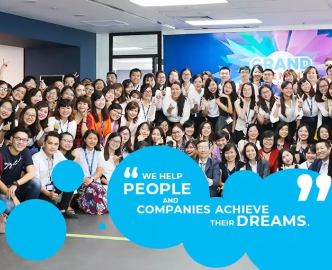 GRAND
“ WE HELP
PEOPLE
AND
COMPANIES ACHIEVE
THEIR DREAMS. ”